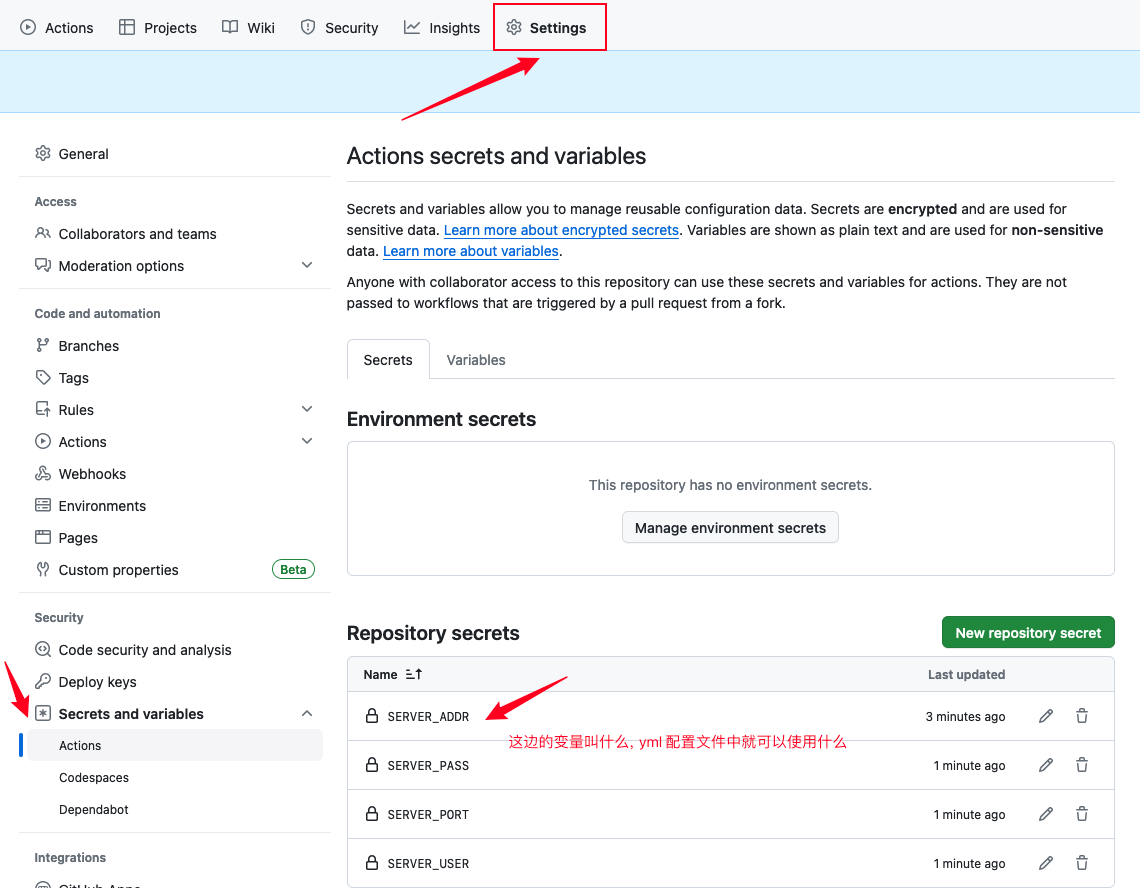 Actions Projects Wiki Security Insights Settings
General
Access
Collaborators and teams
Moderation options
Code and automation
Branches
Tags
Rules
Actions
Webhooks
Environments
Pages
Custom properties Beta
Security
Code security and analysis
Deploy keys
Secrets and variables
Actions
Codespaces
Dependabot
Integrations
GitHub Apps
Actions secrets and variables
Secrets and variables allow you to manage reusable configuration data. Secrets are encrypted and are used for
sensitive data. Learn more about encrypted secrets. Variables are shown as plain text and are used for non-sensitive
data. Learn more about variables.
Anyone with collaborator access to this repository can use these secrets and variables for actions. They are not
passed to workflows that are triggered by a pull request from a fork.
Secrets Variables
Environment secrets
This repository has no environment secrets.
Manage environment secrets
Repository secrets New repository secret
Name Last updated
SERVER_ADDR 3 minutes ago
这边的变量叫什么, yml 配置文件中就可以使用什么
SERVER_PASS 1 minute ago
SERVER_PORT 1 minute ago
SERVER_USER 1 minute ago